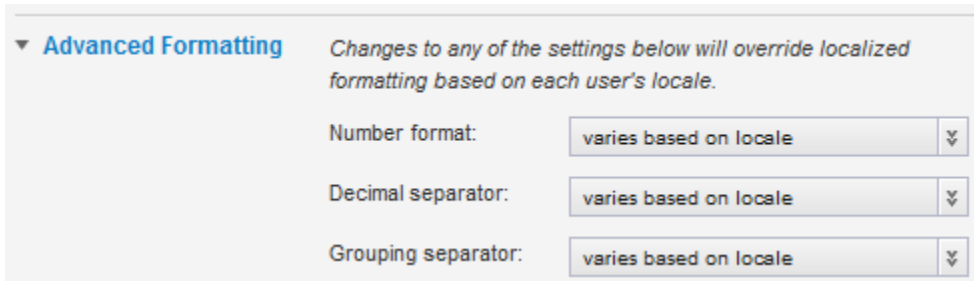 Advanced Formatting
Changes to any of the settings below will override localized
formatting based on each user's locale.
Number format: varies based on locale
Decimal separator: varies based on locale
Grouping separator: varies based on locale